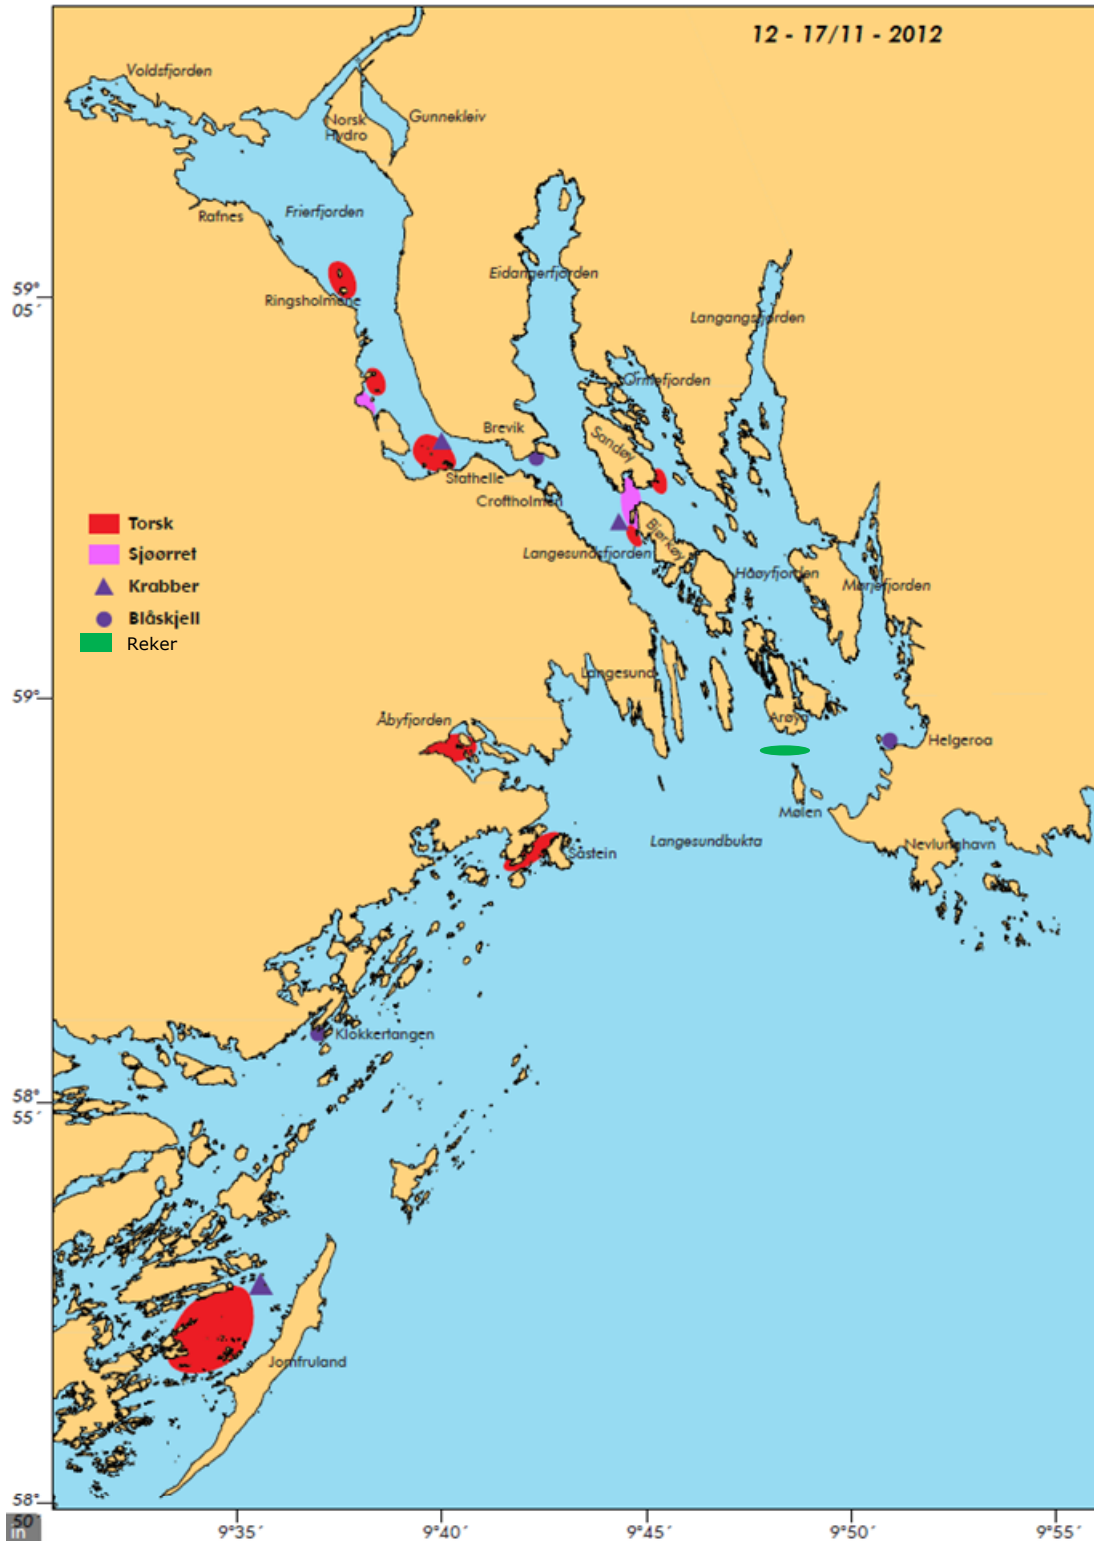 12 - 17/11 - 2012
Voldsfjorden
Gunnekleiv
Norsk
Hydro
Rafnes
Frierfjorden
Eidangerfjorden
59°
05´
Ringsholmene
Langangsfjorden
Ormefjorden
Brevik
Sandøy
Stathelle
Croftholmen
Torsk
Bjørkøy
Sjøørret
Langesundsfjorden
Håøyfjorden
Krabber
Mørjefjorden
Blåskjell
Reker
Langesund
59°
Åbyfjorden
Arøya
Helgeroa
Mølen
Langesundbukta
Nevlunghavn
Såstein
Klokkertangen
58°
55´
Jomfruland
58°
50´
in
9°35´
9°40´
9°45´
9°50´
9°55´